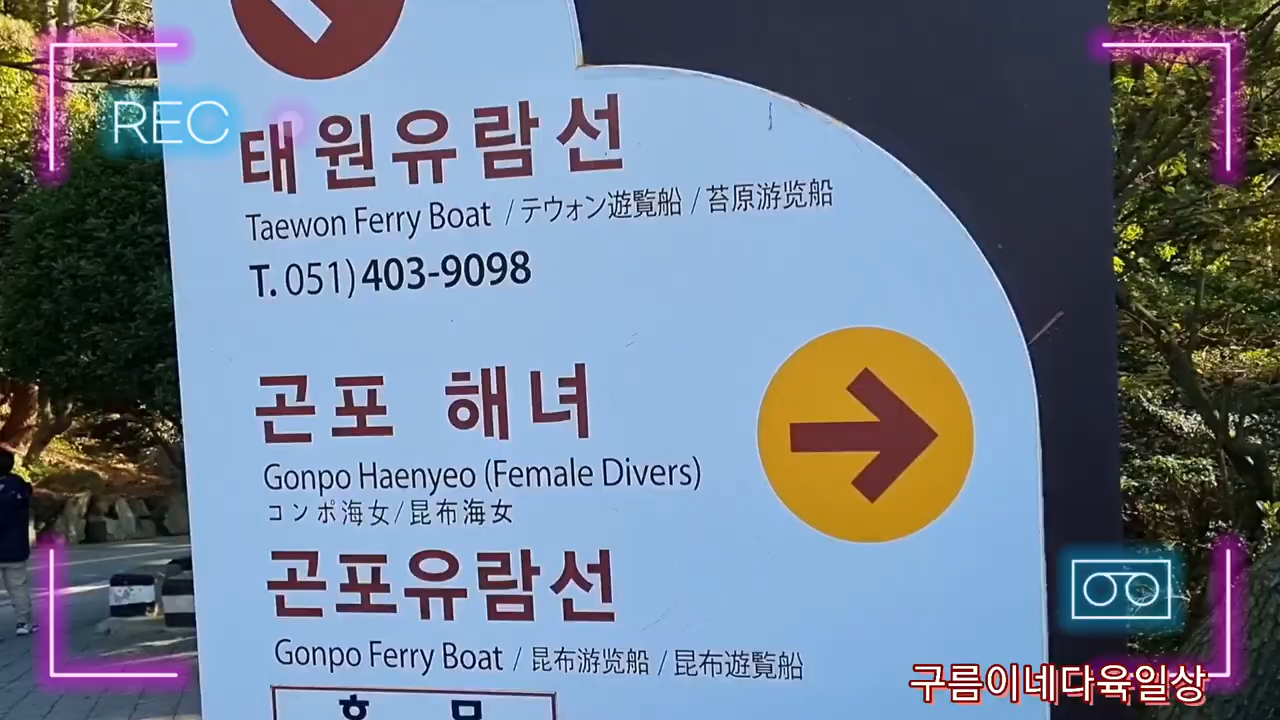 REC
태원유람선
Taewon Ferry Boat / テウォン遊覧船 / 苔原游览船
T. 051) 403-9098
곤포 해녀
Gonpo Haenyeo (Female Divers)
コンポ海女/昆布海女
곤포유람선
Gonpo Ferry Boat / 昆布游览船 / 昆布遊覧船
구름이네다육일상